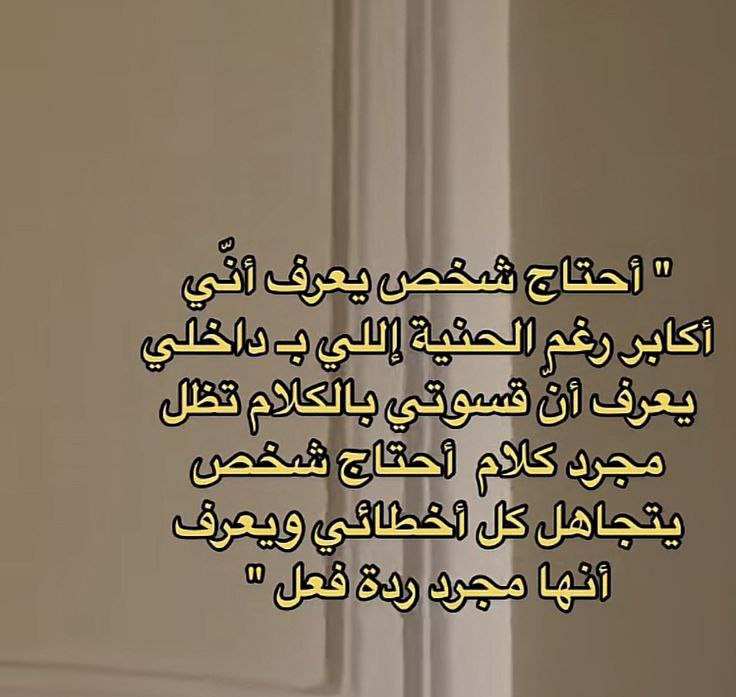 " أحتاج شخص يعرف أنّي
أكابر رغم الحنية إللي بـ داخلي
يعرف أنّ قسوتي بالكلام تظل
مجرد كلام أحتاج شخص
يتجاهل كل أخطائي ويعرف
أنها مجرد ردة فعل "